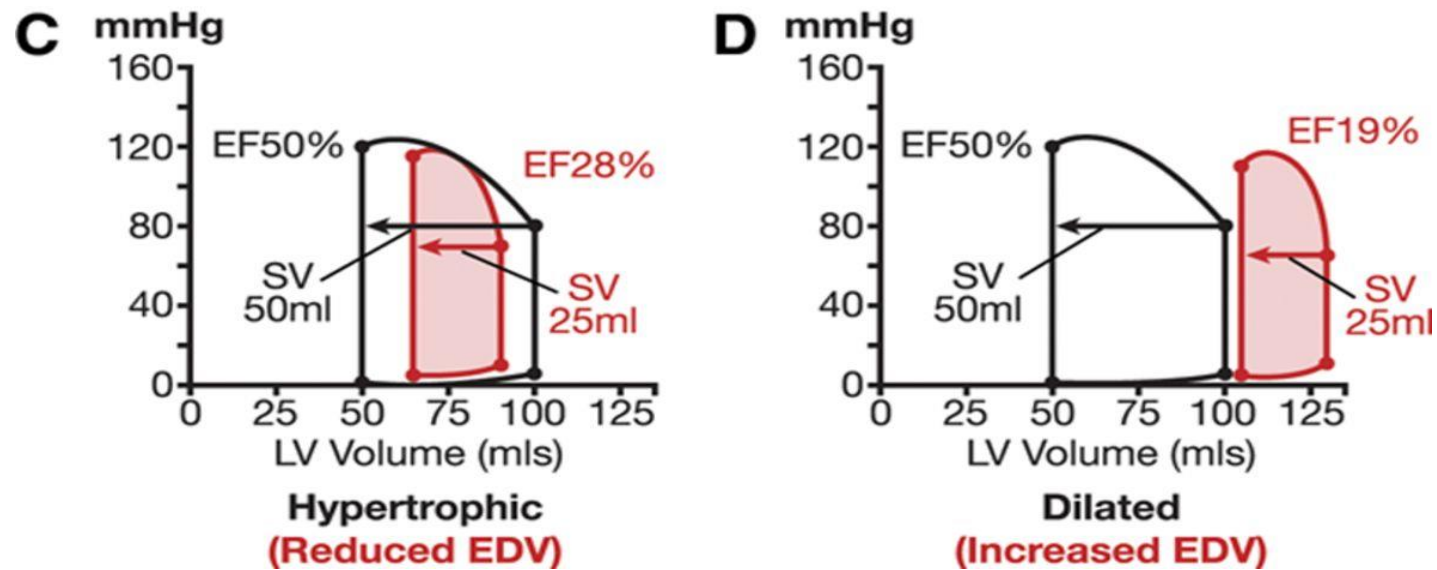 C mmHg
160
120
80
40
0
0 25 50 75 100 125
EF50%
EF28%
SV
50ml
SV
25ml
LV Volume (mls)
Hypertrophic
(Reduced EDV)
D mmHg
160
120
80
40
0
0 25 50 75 100 125
EF50%
EF19%
SV
50ml
SV
25ml
LV Volume (mls)
Dilated
(Increased EDV)